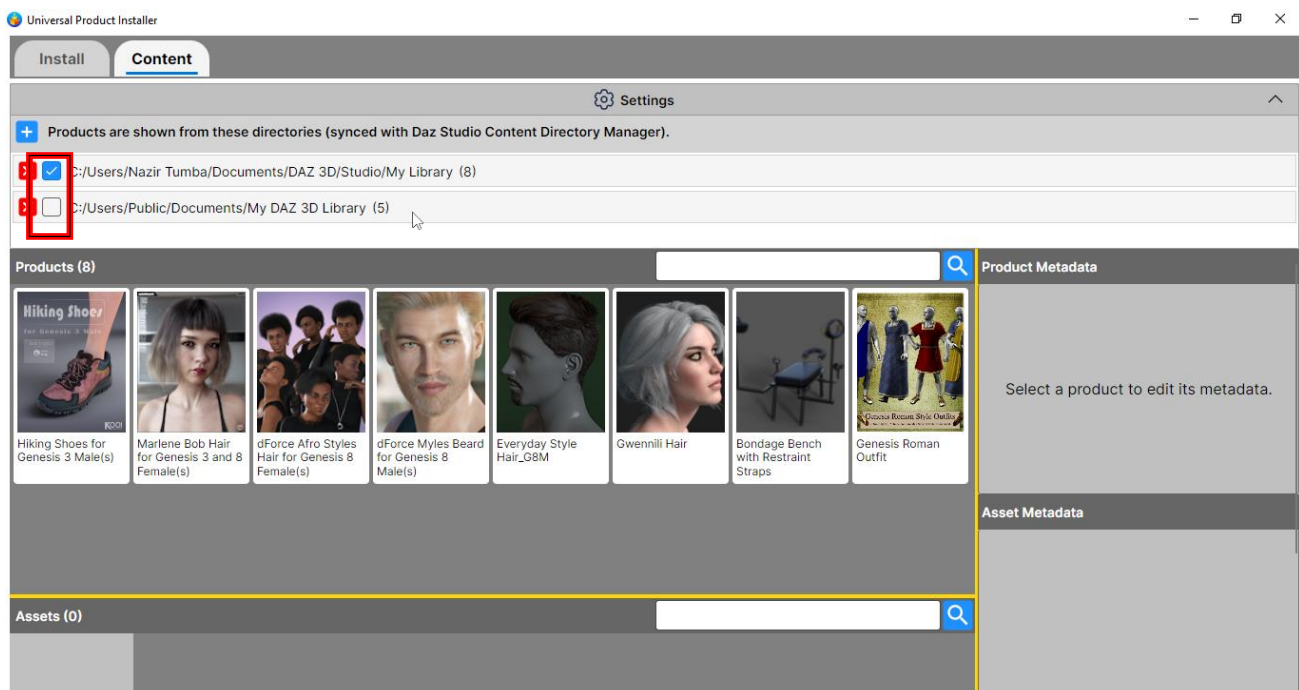 Universal Product Installer
Install
Content
Settings
Products are shown from these directories (synced with Daz Studio Content Directory Manager).
C:/Users/Nazir Tumba/Documents/DAZ 3D/Studio/My Library (8)
C:/Users/Public/Documents/My DAZ 3D Library (5)
Products (8)
Product Metadata
Hiking Shoes
for Genesis 3 Male
Hiking Shoes for
Genesis 3 Male(s)
Marlene Bob Hair
for Genesis 3 and 8
Female(s)
dForce Afro Styles
Hair for Genesis 8
Female(s)
dForce Myles Beard
for Genesis 8
Male(s)
Everyday Style
Hair_G8M
Gwennili Hair
Bondage Bench
with Restraint
Straps
Genesis Roman Style Outfits
Genesis Roman
Outfit
Select a product to edit its metadata.
Asset Metadata
Assets (0)